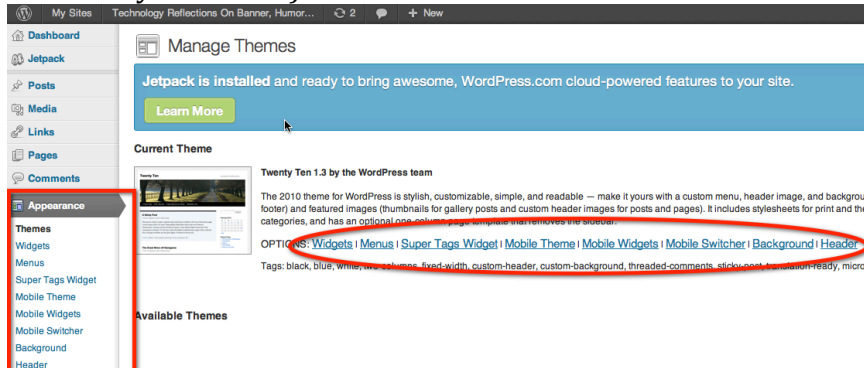 My Sites Technology Reflections On Banner, Humor... 2 + New
Dashboard
Jetpack
Posts
Media
Links
Pages
Comments
Appearance
Themes
Widgets
Menus
Super Tags Widget
Mobile Theme
Mobile Widgets
Mobile Switcher
Background
Header
Manage Themes
Jetpack is installed and ready to bring awesome, WordPress.com cloud-powered features to your site.
Learn More
Current Theme
Twenty Ten
Twenty Ten 1.3 by the WordPress team
The 2010 theme for WordPress is stylish, customizable, simple, and readable — make it yours with a custom menu, header image, and backgrou
footer) and featured images (thumbnails for gallery posts and custom header images for posts and pages). It includes stylesheets for print and the
categories, and has an optional one-column page template that removes the sidebar.
OPTIONS: Widgets | Menus | Super Tags Widget | Mobile Theme | Mobile Widgets | Mobile Switcher | Background | Header
Tags: black, blue, white, two-columns, fixed-width, custom-header, custom-background, threaded-comments, sticky-post, translation-ready, micro
Available Themes